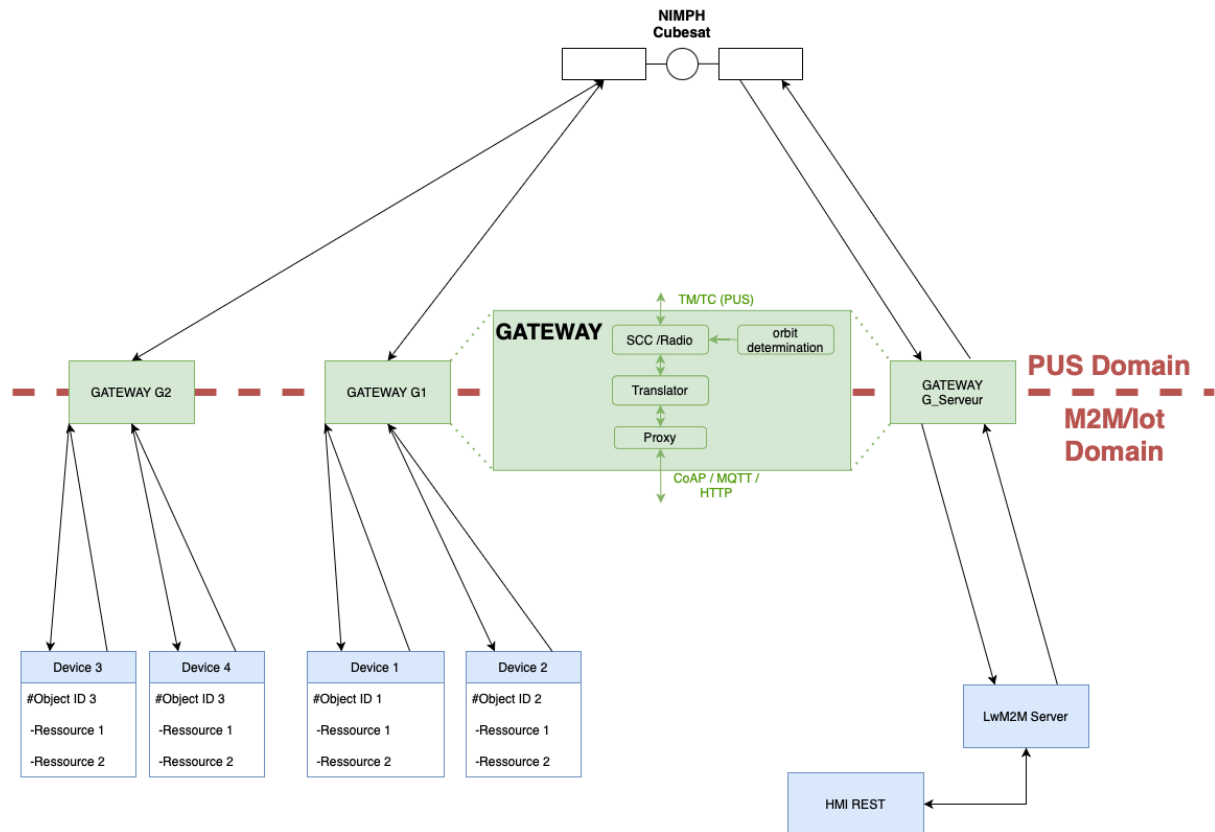 NIMPH
Cubesat
TM/TC (PUS)
GATEWAY
SCC /Radio
orbit
determination
Translator
Proxy
CoAP / MQTT /
HTTP
GATEWAY G2
GATEWAY G1
GATEWAY
G_Serveur
PUS Domain
M2M/Iot
Domain
Device 3
#Object ID 3
-Ressource 1
-Ressource 2
Device 4
#Object ID 3
-Ressource 1
-Ressource 2
Device 1
#Object ID 1
-Ressource 1
-Ressource 2
Device 2
#Object ID 2
-Ressource 1
-Ressource 2
LwM2M Server
HMI REST